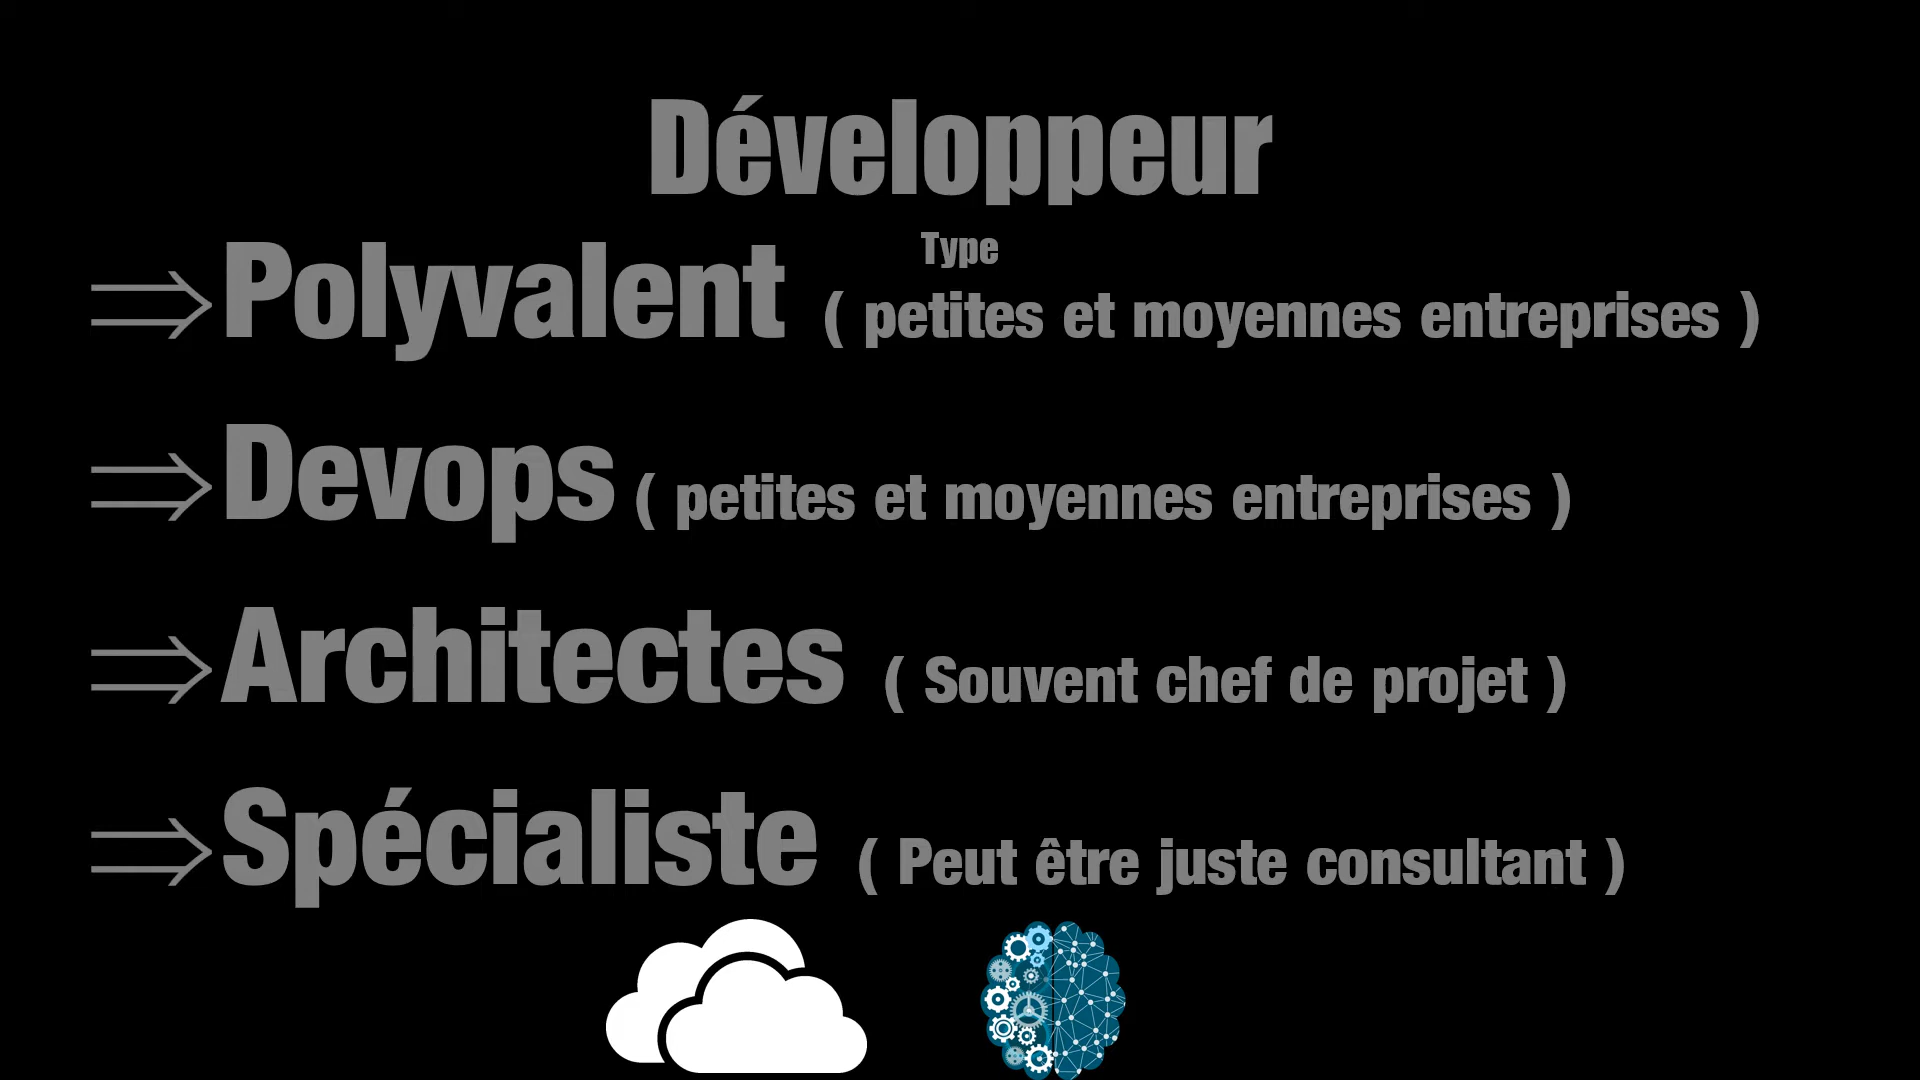 Développeur
Type
⇒Polyvalent ( petites et moyennes entreprises )
⇒Devops ( petites et moyennes entreprises )
⇒Architectes ( Souvent chef de projet )
⇒Spécialiste ( Peut être juste consultant )